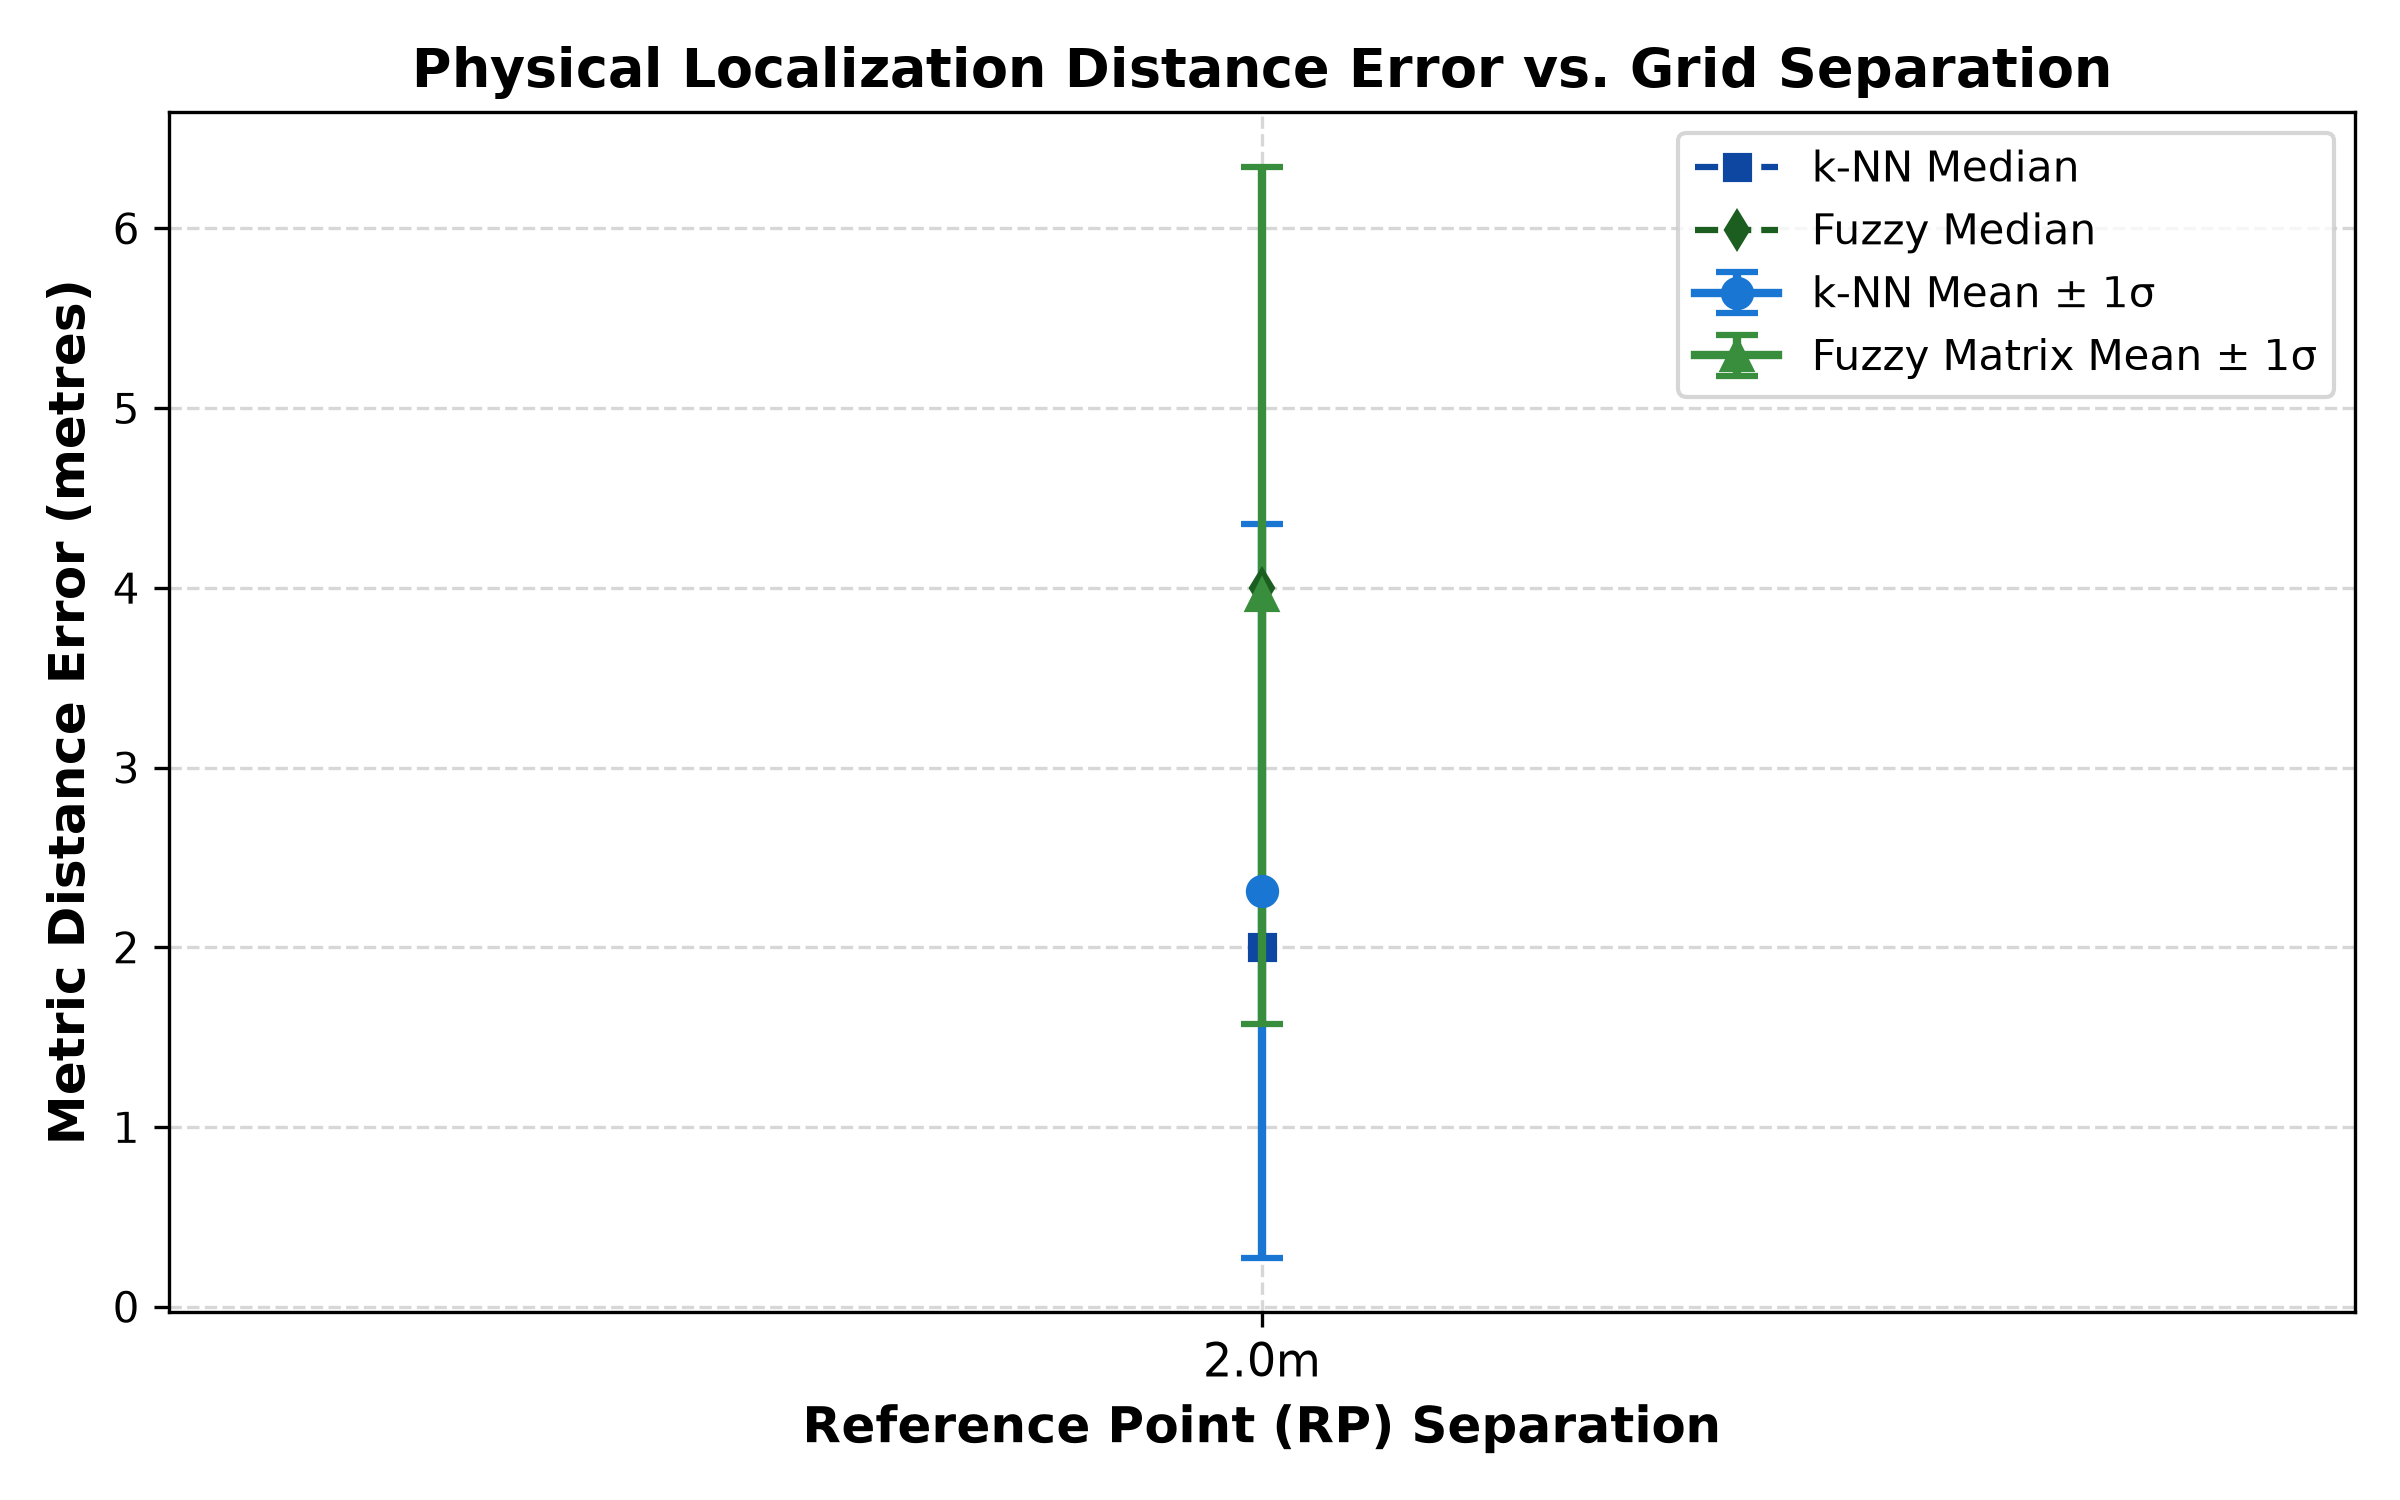 Physical Localization Distance Error vs. Grid Separation
k-NN Median
Fuzzy Median
k-NN Mean ± 1σ
Fuzzy Matrix Mean ± 1σ
Metric Distance Error (metres)
6
5
4
3
2
1
0
2.0m
Reference Point (RP) Separation